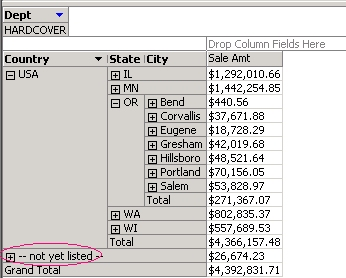 Dept
HARDCOVER
Drop Column Fields Here
Country State City Sale Amt
USA IL $1,292,010.66
MN $1,442,254.85
OR Bend $440.56
Corvallis $37,671.88
Eugene $18,728.29
Gresham $42,019.68
Hillsboro $48,521.64
Portland $70,156.05
Salem $53,828.97
Total $271,367.07
WA $802,835.37
WI $557,689.53
Total $4,366,157.48
-- not yet listed - $26,674.23
Grand Total $4,392,831.71